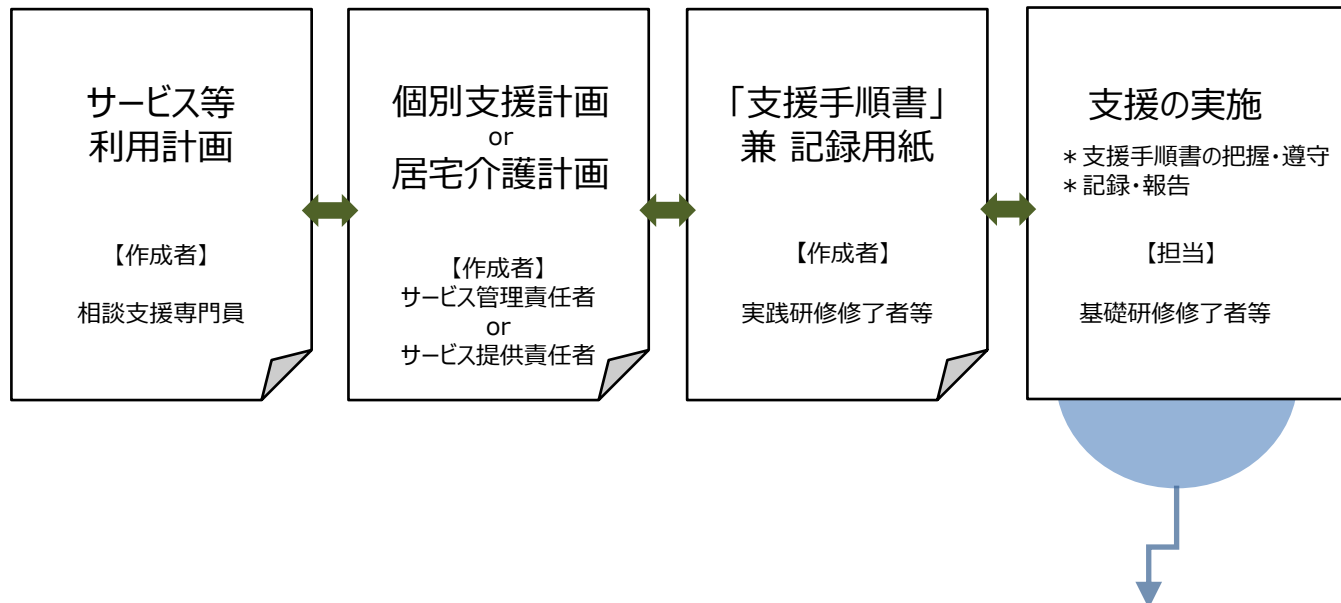 サービス等
利用計画
【作成者】
相談支援専門員
個別支援計画
or
居宅介護計画
【作成者】
サービス管理責任者
or
サービス提供責任者
「支援手順書」
兼 記録用紙
【作成者】
実践研修修了者等
支援の実施
＊支援手順書の把握・遵守
＊記録・報告
【担当】
基礎研修修了者等